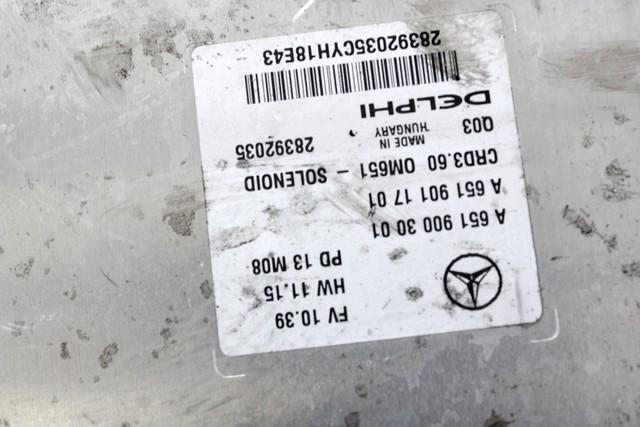 FV 10.39
HW 11.15
PD 13 M08
A 651 900 30 01
A 651 901 17 01
CRD3.60 OM651 - SOLENOID
Q03 MADE IN HUNGARY 28392035
DELPHI
28392035CYH18E43